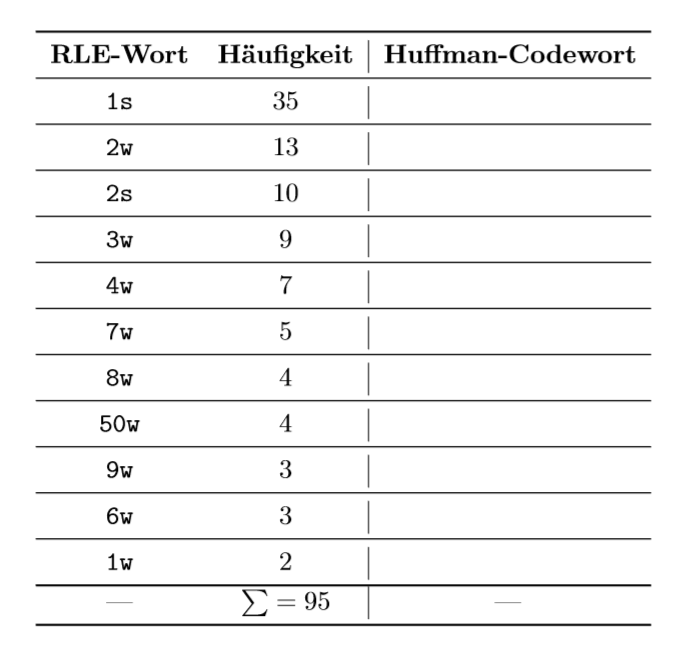 RLE-Wort Häufigkeit Huffman-Codewort
1s 35
2w 13
2s 10
3w 9
4w 7
7w 5
8w 4
50w 4
9w 3
6w 3
1w 2
— ∑ = 95 —